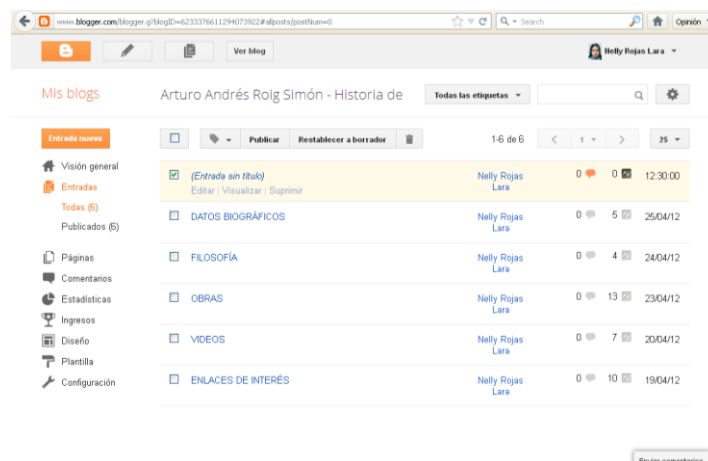 www.blogger.com/blogger.g?blogID=6233376611294073922#allposts/postNum=0
Search
Opinión
Ver blog
Nelly Rojas Lara
Mis blogs
Arturo Andrés Roig Simón - Historia de
Todas las etiquetas
Entrada nueva
Publicar
Restablecer a borrador
1-6 de 6
1
25
Visión general
Entradas
Todas (6)
Publicados (6)
Páginas
Comentarios
Estadísticas
Ingresos
Diseño
Plantilla
Configuración
(Entrada sin título)
Editar | Visualizar | Suprimir
Nelly Rojas
Lara
0
0
12:30:00
DATOS BIOGRÁFICOS
Nelly Rojas
Lara
0
5
25/04/12
FILOSOFÍA
Nelly Rojas
Lara
0
4
24/04/12
OBRAS
Nelly Rojas
Lara
0
13
23/04/12
VIDEOS
Nelly Rojas
Lara
0
7
20/04/12
ENLACES DE INTERÉS
Nelly Rojas
Lara
0
10
19/04/12
Enviar comentarios